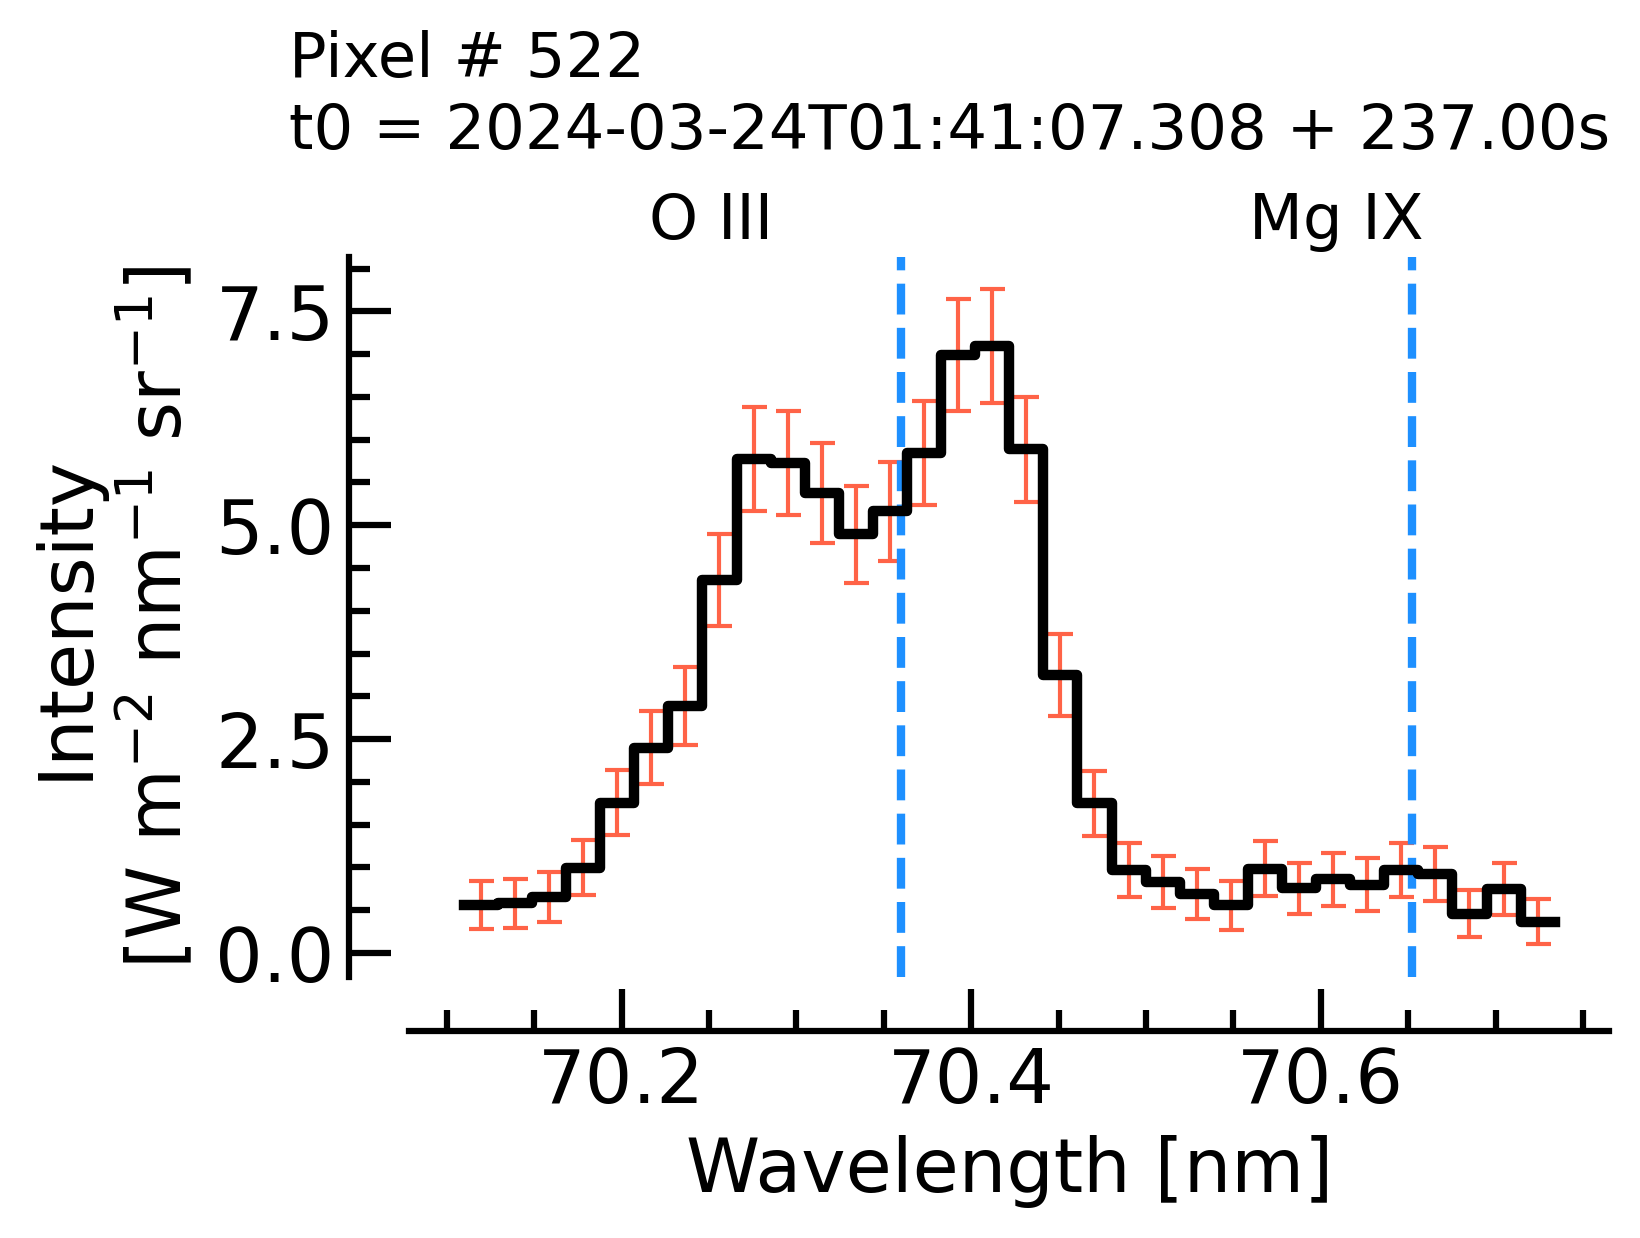 Pixel # 522
t0 = 2024-03-24T01:41:07.308 + 237.00s
O III
Mg IX
Intensity
[W m⁻² nm⁻¹ sr⁻¹]
7.5
5.0
2.5
0.0
70.2
70.4
70.6
Wavelength [nm]